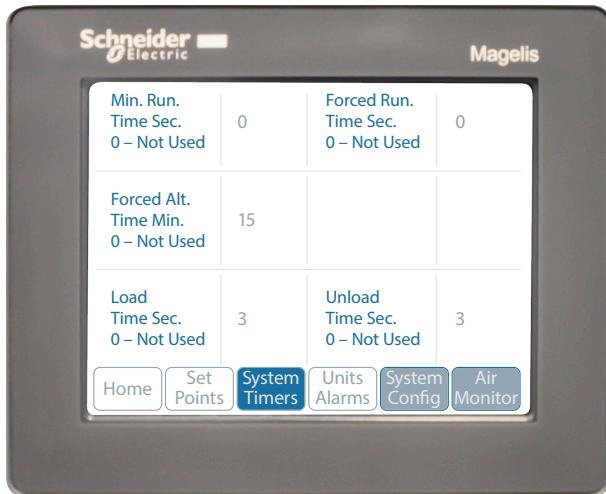 Schneider
Electric
Magelis
Min. Run.
Time Sec.
0 – Not Used
0
Forced Run.
Time Sec.
0 – Not Used
0
Forced Alt.
Time Min.
0 – Not Used
15
Load
Time Sec.
0 – Not Used
3
Unload
Time Sec.
0 – Not Used
3
Home
Set
Points
System
Timers
Units
Alarms
System
Config
Air
Monitor